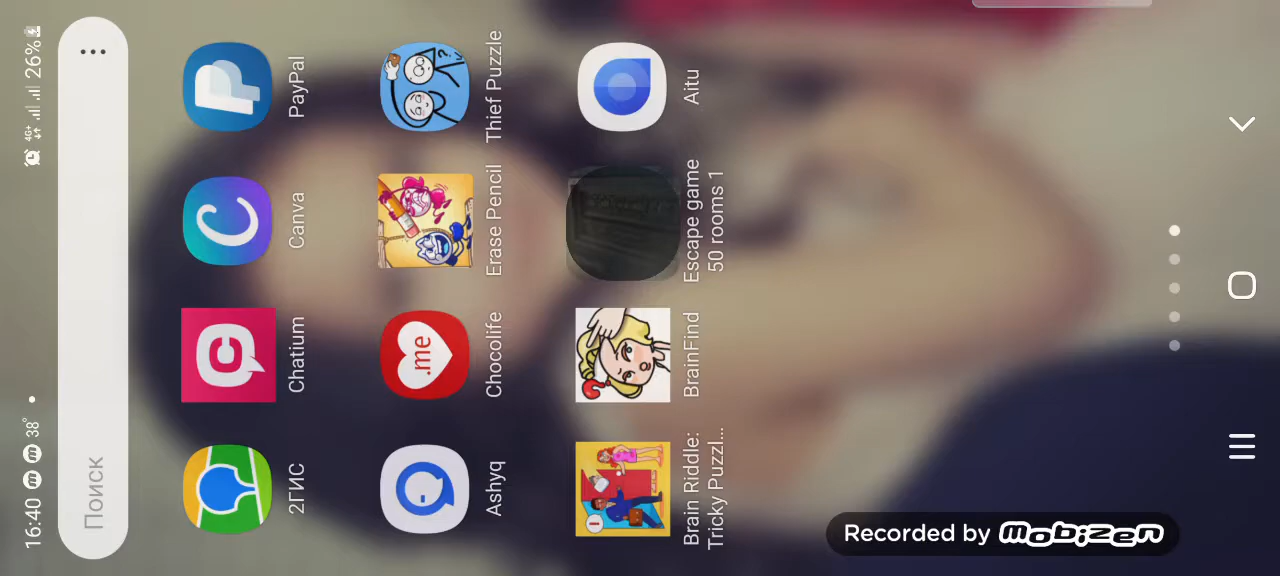 16:40 38° 4G+ 26%
Поиск
2ГИС
Chatium
Canva
PayPal
.me
Ashyq
Chocolife
Erase Pencil
Thief Puzzle
Brain Riddle:
Tricky Puzzl...
BrainFind
Escape game
50 rooms 1
Aitu
Recorded by mobizen